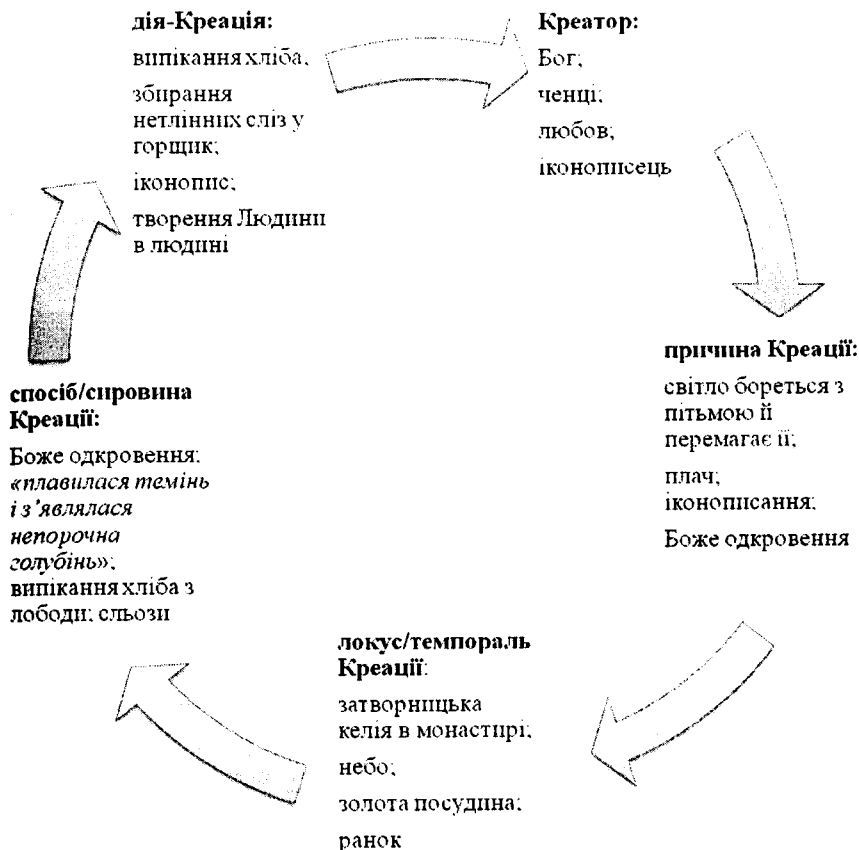 дія-Креація:
випікання хліба;
збирання
нетлінних сліз у
горщик;
іконопис;
творення Людини
в людині
Креатор:
Бог;
ченці;
любов;
іконописець
причина Креації:
світло бореться з
пітьмою й
перемагає її;
плач;
іконописання;
Боже одкровення
локус/темпораль
Креації:
затворницька
келія в монастирі;
небо;
золота посудина;
ранок
спосіб/сировина
Креації:
Боже одкровення;
«плавилася темінь
і з’являлася
непорочна
голубінь»;
випікання хліба з
лободи; сльози